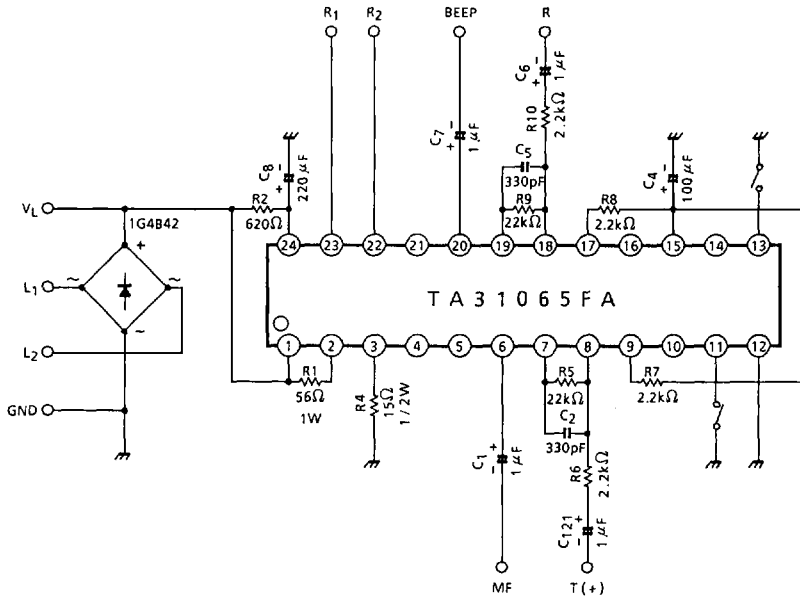 R1
R2
BEEP
R
C6
1μF
R10
2.2kΩ
C7
1μF
C5
330pF
R9
22kΩ
C8
220μF
C4
100μF
R8
2.2kΩ
VL
1G4B42
R2
620Ω
24 23 22 21 20 19 18 17 16 15 14 13
L1
L2
GND
TA31065FA
1 2 3 4 5 6 7 8 9 10 11 12
R1
56Ω
1W
R4
15Ω
1/2W
R5
22kΩ
C2
330pF
R7
2.2kΩ
C1
1μF
R6
2.2kΩ
C121
1μF
MF
T(+)